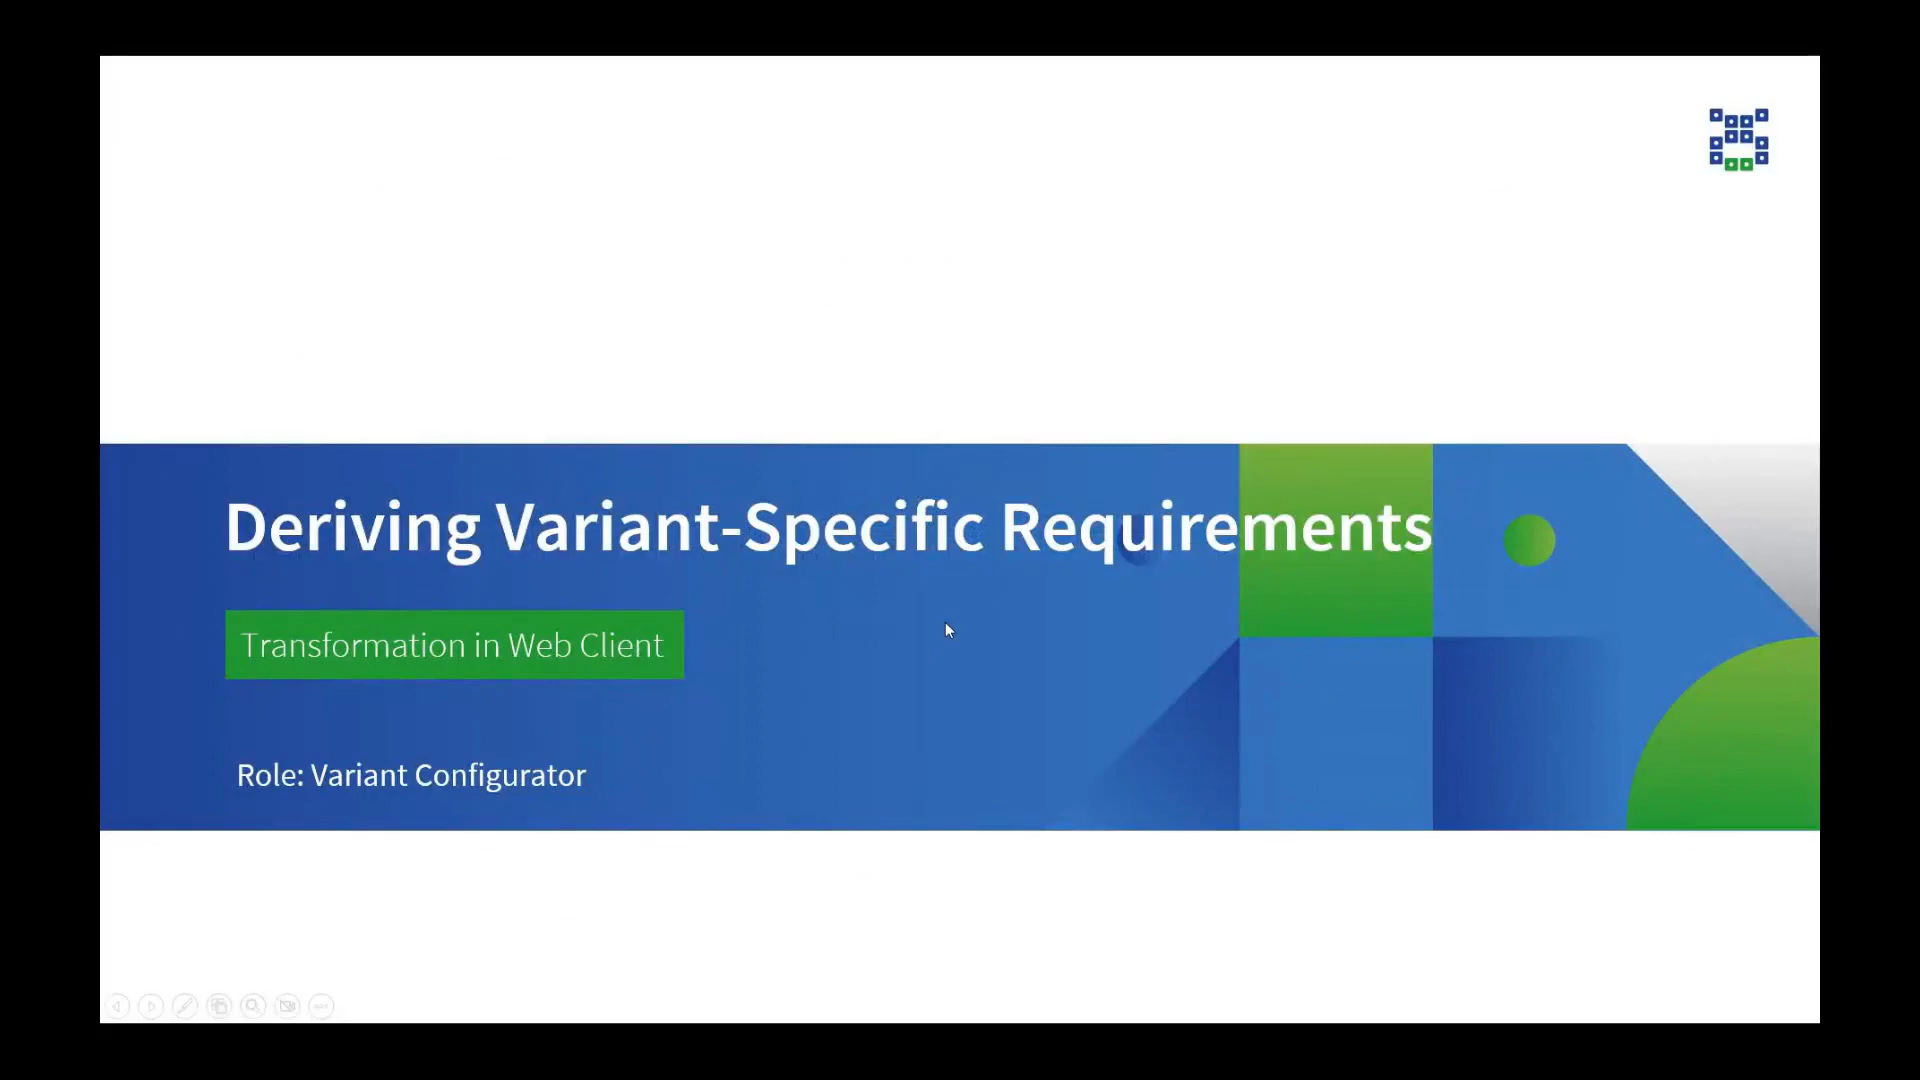 Deriving Variant-Specific Requirements
Transformation in Web Client
Role: Variant Configurator